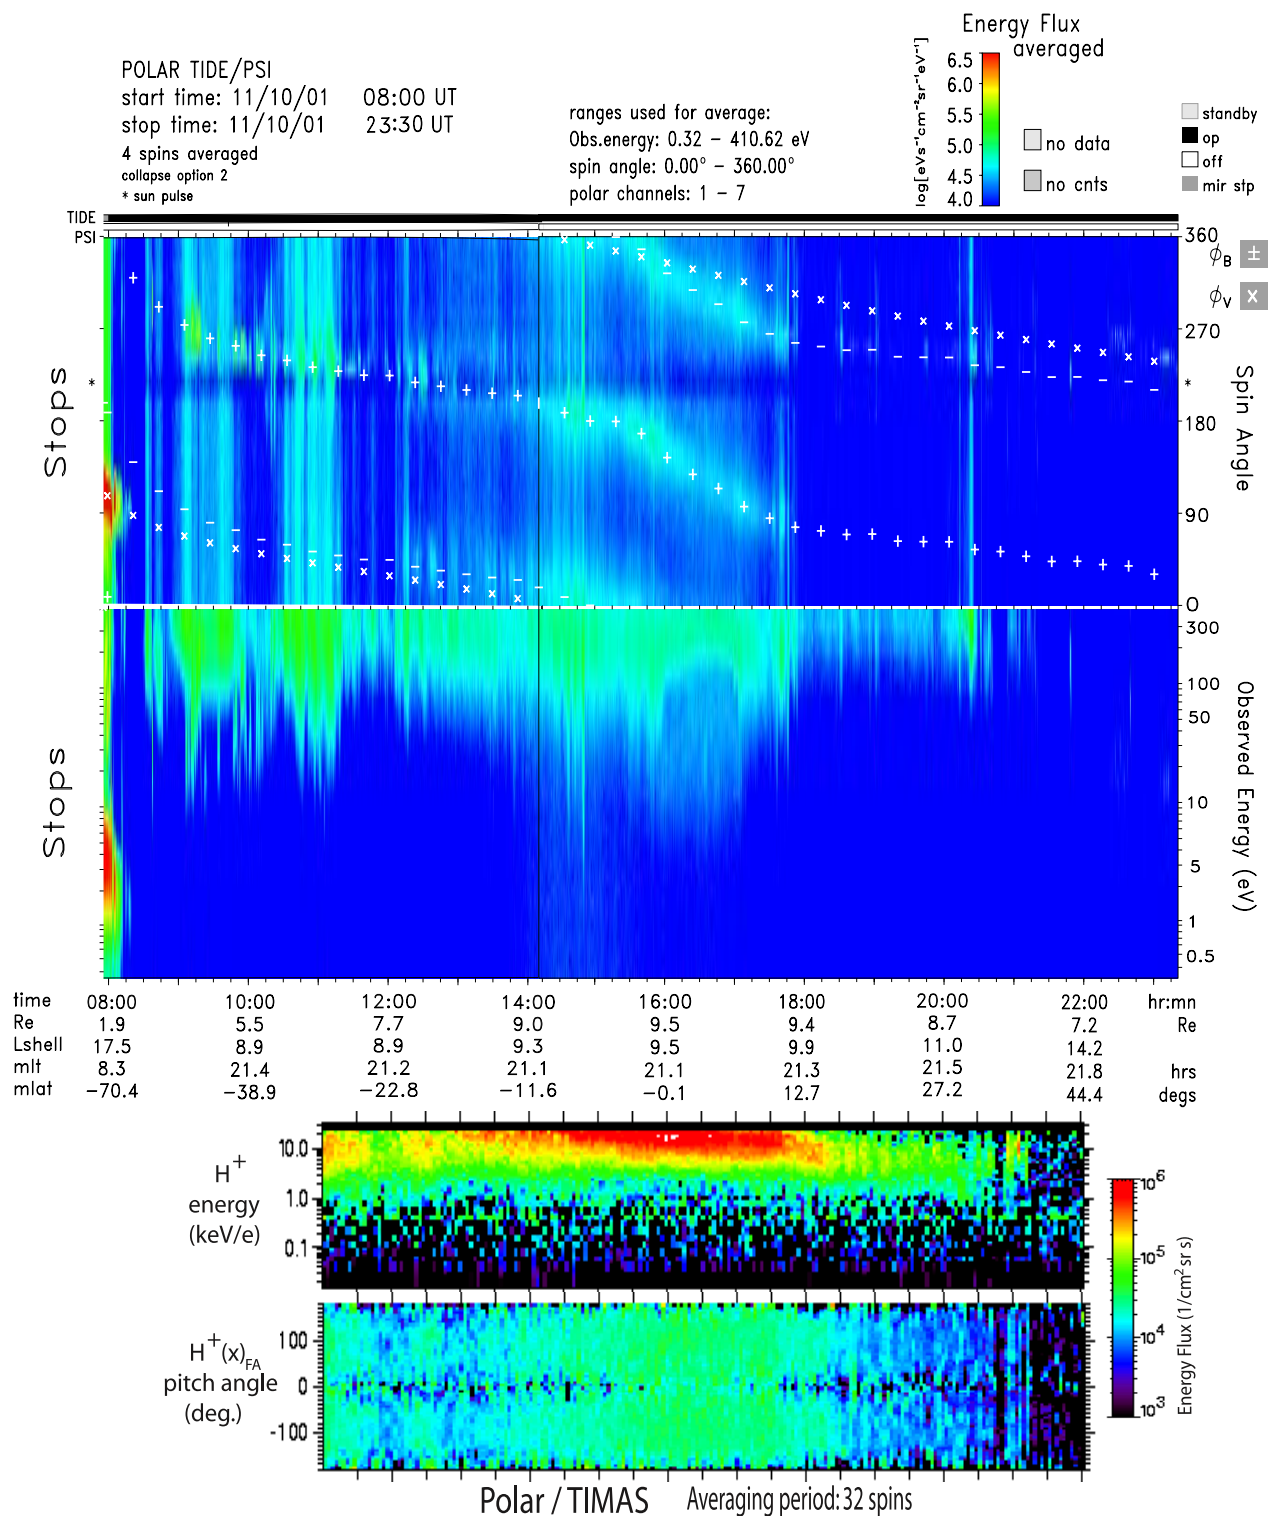 Energy Flux
averaged
POLAR TIDE/PSI
start time: 11/10/01 08:00 UT
stop time: 11/10/01 23:30 UT
4 spins averaged
collapse option 2
* sun pulse
ranges used for average:
Obs.energy: 0.32 – 410.62 eV
spin angle: 0.00° – 360.00°
polar channels: 1 – 7
log[eVs⁻¹cm⁻²sr⁻¹eV⁻¹]
6.5
6.0
5.5
5.0
4.5
4.0
no data
no cnts
standby
op
off
mir stp
TIDE
PSI
360
270
180
90
0
ϕB ±
ϕV x
Stops
*
*
Spin Angle
Stops
300
100
50
10
5
1
0.5
Observed Energy (eV)
time 08:00 10:00 12:00 14:00 16:00 18:00 20:00 22:00 hr:mn
Re 1.9 5.5 7.7 9.0 9.5 9.4 8.7 7.2 Re
Lshell 17.5 8.9 8.9 9.3 9.5 9.9 11.0 14.2
mlt 8.3 21.4 21.2 21.1 21.1 21.3 21.5 21.8 hrs
mlat −70.4 −38.9 −22.8 −11.6 −0.1 12.7 27.2 44.4 degs
H+
energy
(keV/e)
10.0
1.0
0.1
H+(x)FA
pitch angle
(deg.)
100
0
-100
10⁶
10⁵
10⁴
10³
Energy Flux (1/cm² sr s)
Polar / TIMAS Averaging period: 32 spins